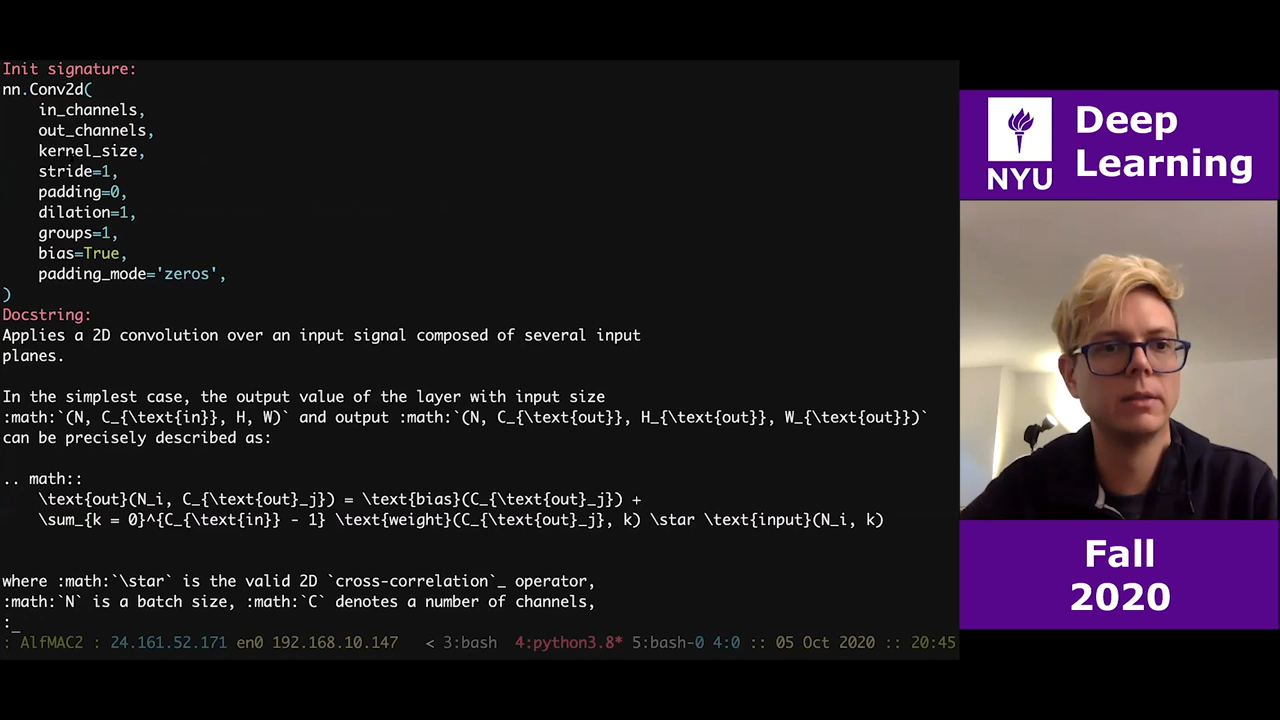 Init signature:
nn.Conv2d(
    in_channels,
    out_channels,
    kernel_size,
    stride=1,
    padding=0,
    dilation=1,
    groups=1,
    bias=True,
    padding_mode='zeros',
)
Docstring:
Applies a 2D convolution over an input signal composed of several input
planes.

In the simplest case, the output value of the layer with input size
:math:`(N, C_{\text{in}}, H, W)` and output :math:`(N, C_{\text{out}}, H_{\text{out}}, W_{\text{out}})`
can be precisely described as:

.. math::
    \text{out}(N_i, C_{\text{out}_j}) = \text{bias}(C_{\text{out}_j}) +
    \sum_{k = 0}^{C_{\text{in}} - 1} \text{weight}(C_{\text{out}_j}, k) \star \text{input}(N_i, k)

where :math:`\star` is the valid 2D `cross-correlation`_ operator,
:math:`N` is a batch size, :math:`C` denotes a number of channels,
:_
: AlfMAC2 : 24.161.52.171 en0 192.168.10.147 < 3:bash 4:python3.8* 5:bash-0 4:0 :: 05 Oct 2020 :: 20:45
NYU
Deep
Learning
Fall
2020